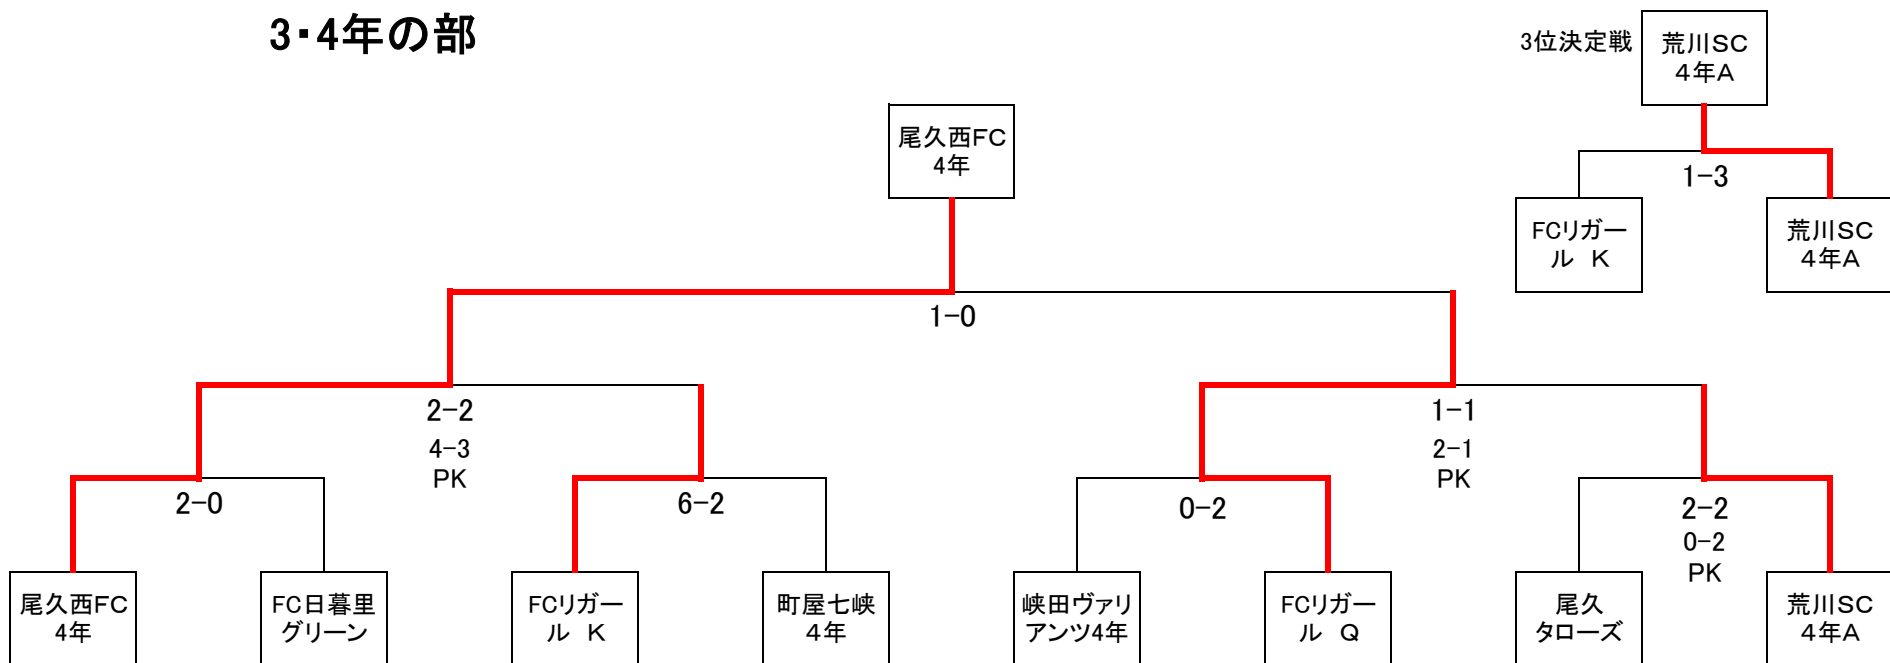 3・4年の部
3位決定戦
荒川SC
４年A
尾久西FC
4年
1-3
FCリガー
ル　K
荒川SC
４年A
1-0
2-2
4-3
PK
1-1
2-1
PK
2-0
6-2
0-2
2-2
0-2
PK
尾久西FC
4年
FC日暮里
グリーン
FCリガー
ル　K
町屋七峡
４年
峡田ヴァリ
アンツ4年
FCリガー
ル　Q
尾久
タローズ
荒川SC
４年A